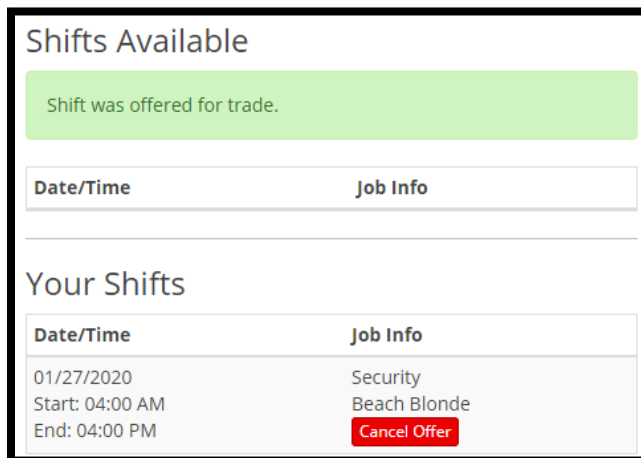 Shifts Available
Shift was offered for trade.
Date/Time Job Info
Your Shifts
Date/Time Job Info
01/27/2020 Security
Start: 04:00 AM Beach Blonde
End: 04:00 PM Cancel Offer